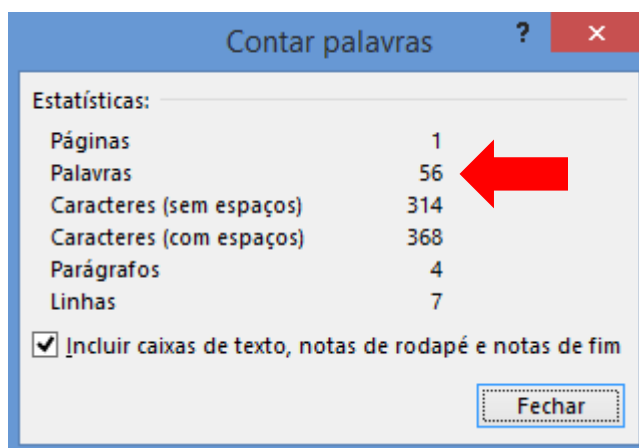 Contar palavras ? ×
Estatísticas:
Páginas 1
Palavras 56
Caracteres (sem espaços) 314
Caracteres (com espaços) 368
Parágrafos 4
Linhas 7
Incluir caixas de texto, notas de rodapé e notas de fim
Fechar